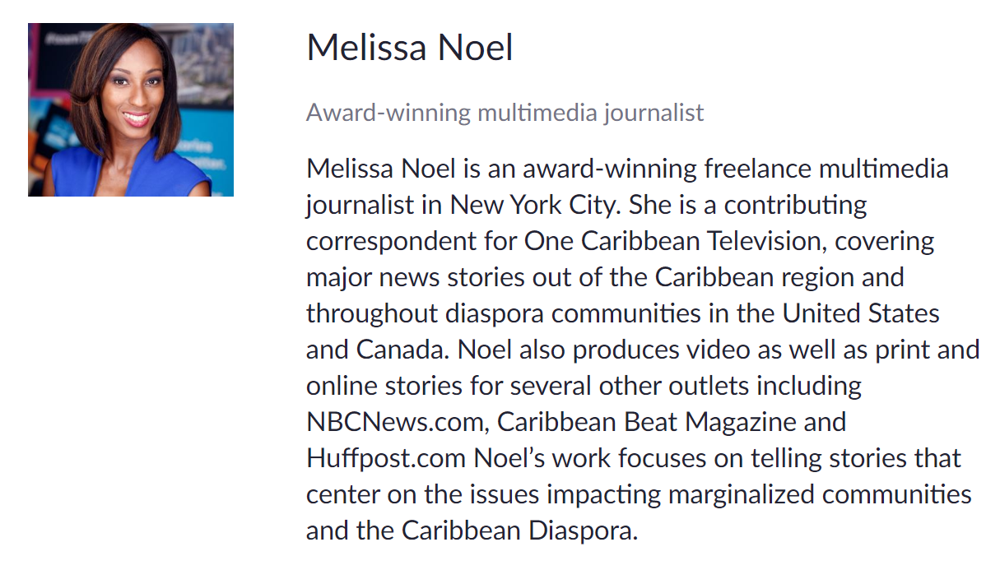 Melissa Noel
Award-winning multimedia journalist
Melissa Noel is an award-winning freelance multimedia
journalist in New York City. She is a contributing
correspondent for One Caribbean Television, covering
major news stories out of the Caribbean region and
throughout diaspora communities in the United States
and Canada. Noel also produces video as well as print and
online stories for several other outlets including
NBCNews.com, Caribbean Beat Magazine and
Huffpost.com Noel’s work focuses on telling stories that
center on the issues impacting marginalized communities
and the Caribbean Diaspora.